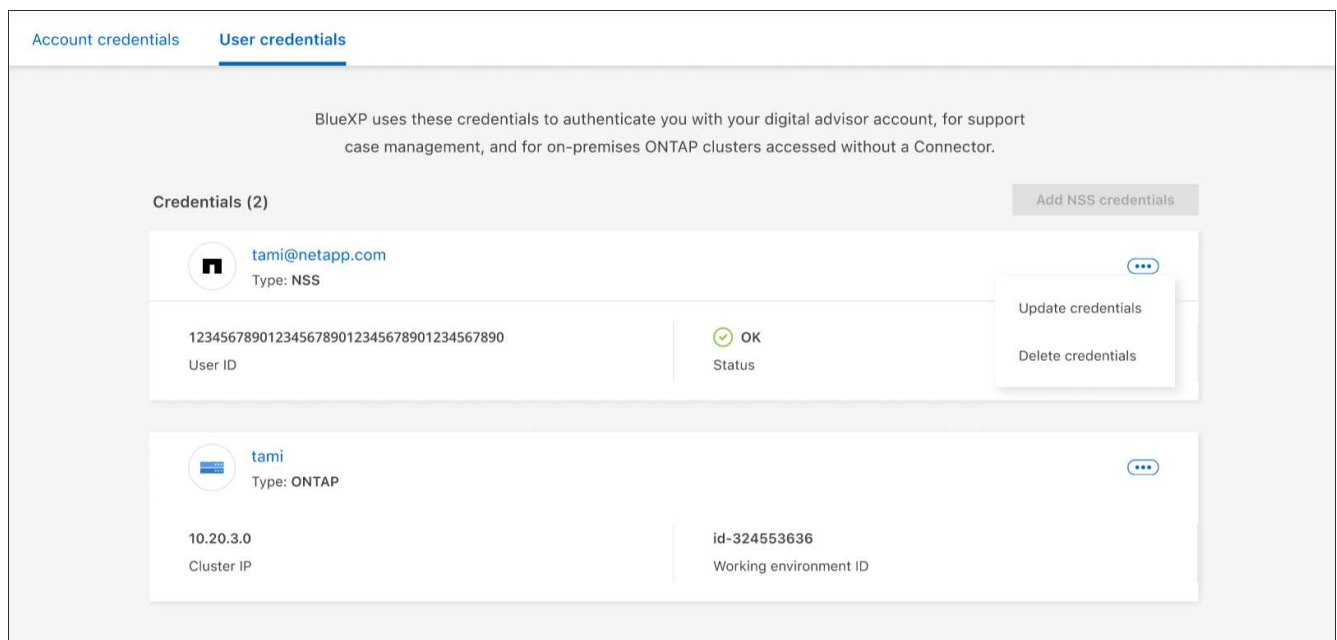 Account credentials
User credentials
BlueXP uses these credentials to authenticate you with your digital advisor account, for support
case management, and for on-premises ONTAP clusters accessed without a Connector.
Credentials (2)
Add NSS credentials
tami@netapp.com
Type: NSS
Update credentials
Delete credentials
1234567890123456789012345678901234567890
User ID
OK
Status
tami
Type: ONTAP
10.20.3.0
Cluster IP
id-324553636
Working environment ID